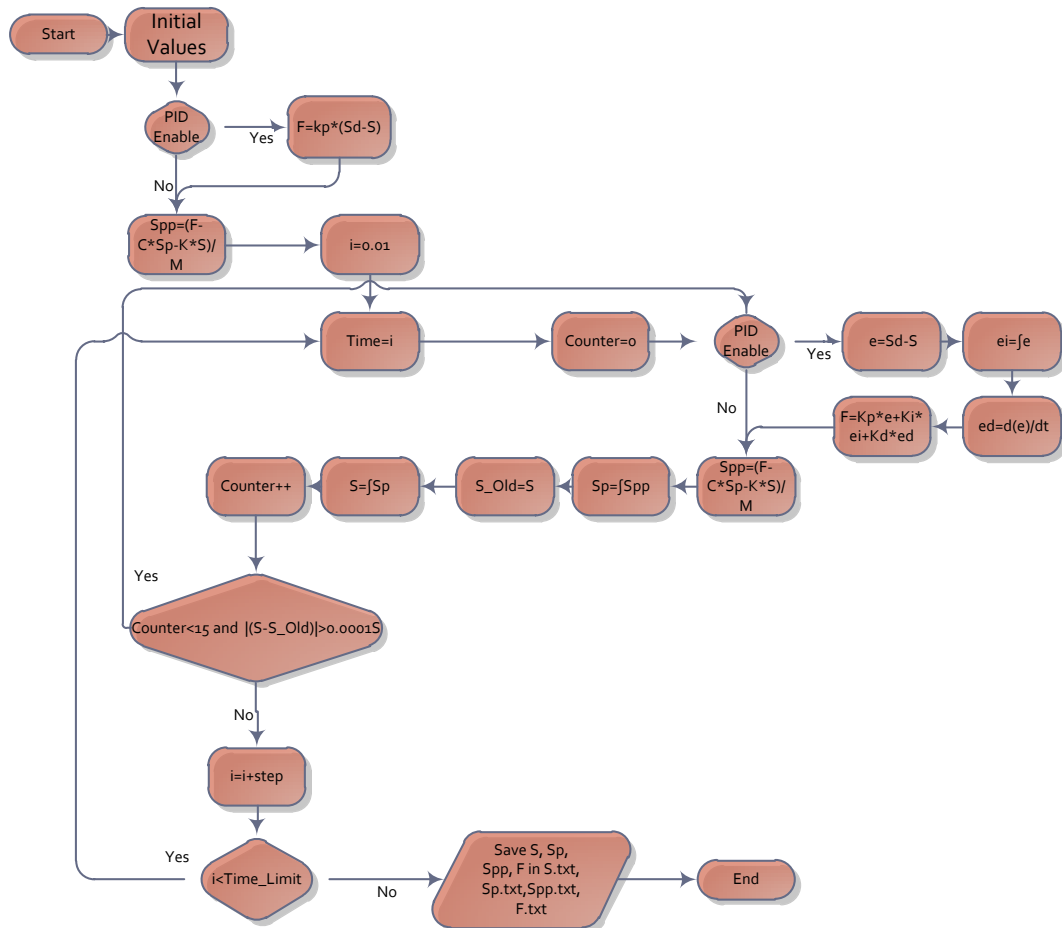 Start
Initial
Values
PID
Enable
Yes
F=kp*(Sd-S)
No
Spp=(F-
C*Sp-K*S)/
M
i=0.01
Time=i
Counter=0
PID
Enable
Yes
e=Sd-S
ei=∫e
No
F=Kp*e+Ki*
ei+Kd*ed
ed=d(e)/dt
Counter++
S=∫Sp
S_Old=S
Sp=∫Spp
Spp=(F-
C*Sp-K*S)/
M
Yes
Counter<15 and |(S-S_Old)|>0.0001S
No
i=i+step
Yes
i<Time_Limit
No
Save S, Sp,
Spp, F in S.txt,
Sp.txt,Spp.txt,
F.txt
End